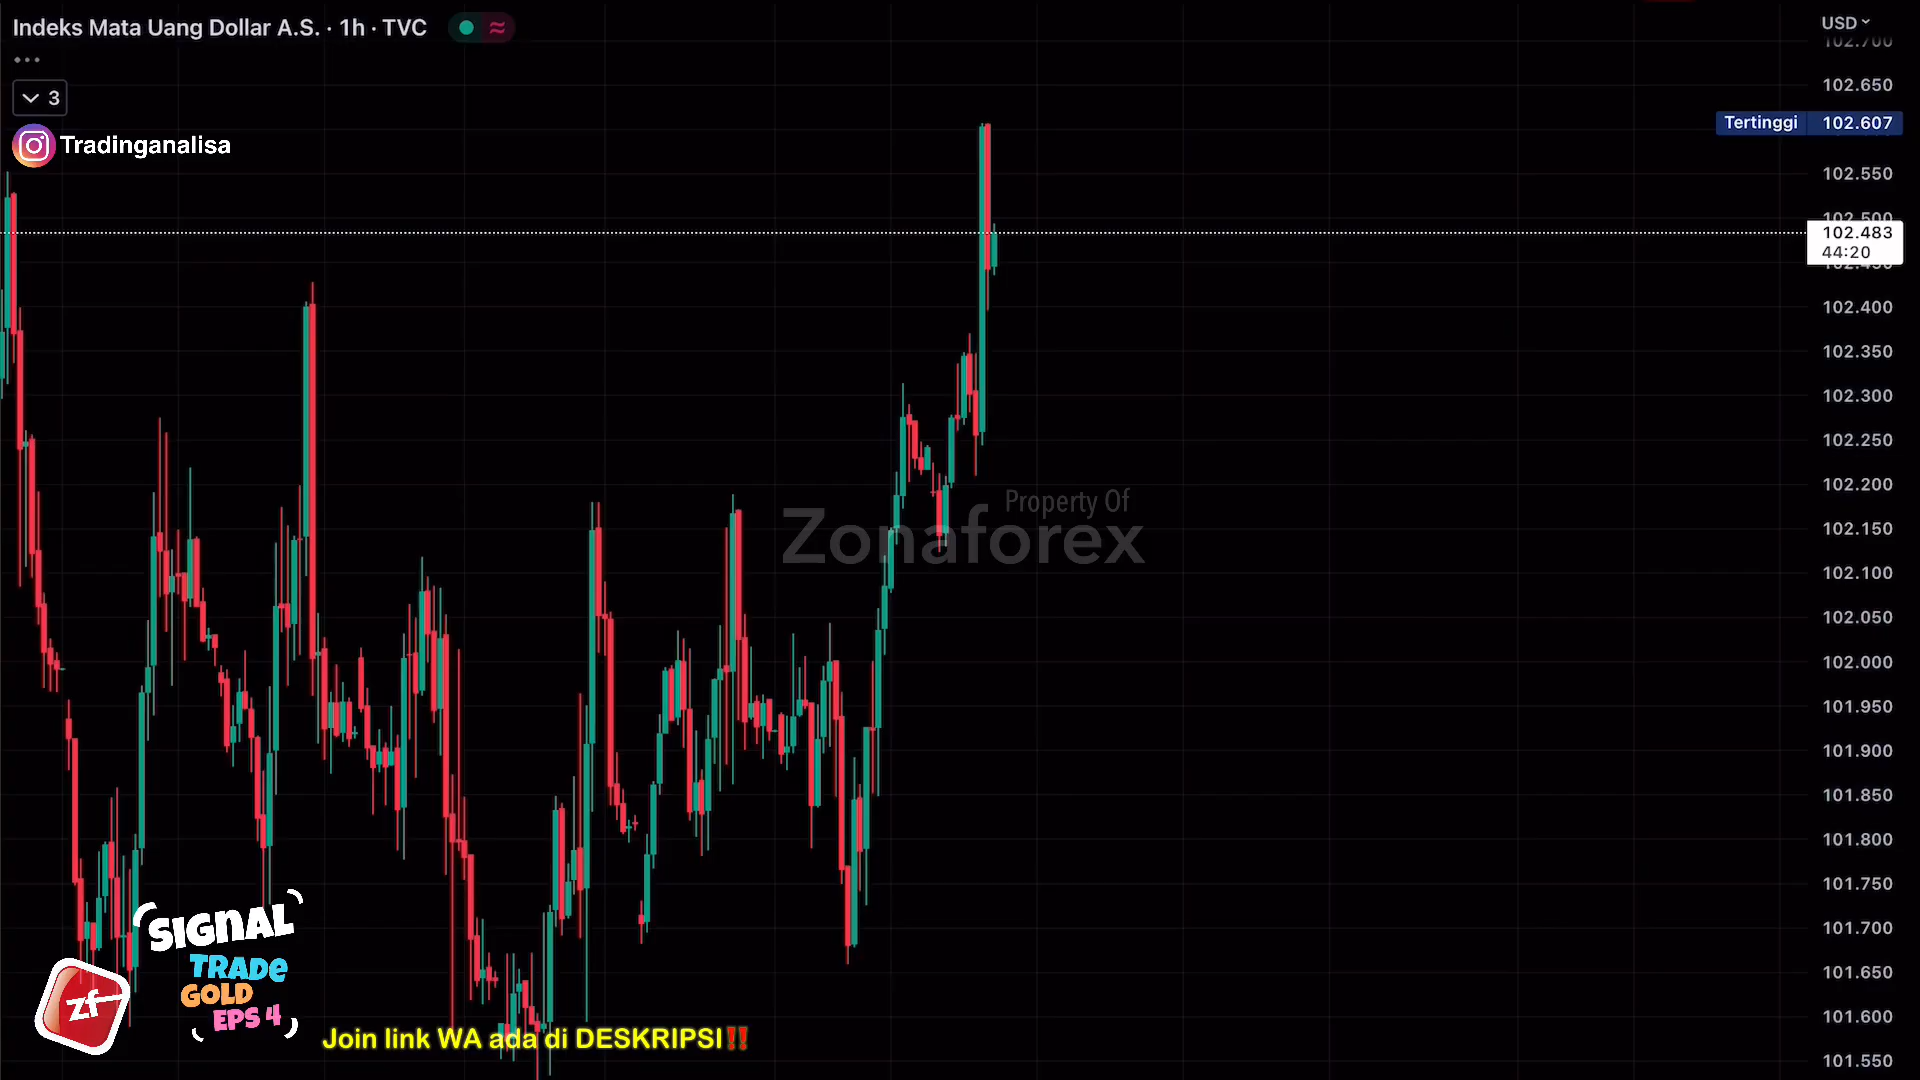 Indeks Mata Uang Dollar A.S. · 1h · TVC
USD
102.700
3
102.650
Tradinganalisa
Tertinggi 102.607
102.550
102.500
102.483
44:20
102.450
102.400
102.350
102.300
102.250
102.200
Property Of
Zonaforex
102.150
102.100
102.050
102.000
101.950
101.900
101.850
101.800
101.750
101.700
101.650
101.600
101.550
SIGNAL
TRADE
GOLD
EPS 4
zf
Join link WA ada di DESKRIPSI‼️